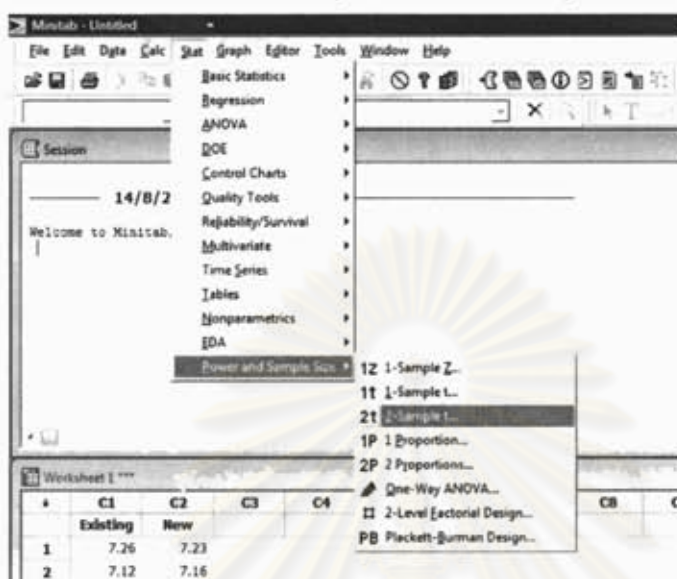 Minitab - Untitled
File Edit Data Calc Stat Graph Editor Tools Window Help
Basic Statistics
Regression
ANOVA
DOE
Control Charts
Quality Tools
Reliability/Survival
Multivariate
Time Series
Tables
Nonparametrics
EDA
Power and Sample Size
1Z 1-Sample Z...
1t 1-Sample t...
2t 2-Sample t...
1P 1 Proportion...
2P 2 Proportions...
One-Way ANOVA...
2-Level Factorial Design...
PB Plackett-Burman Design...
Session
14/8/2
Welcome to Minitab,
Worksheet 1 ***
C1 C2 C3 C4 C8
Existing New
1 7.26 7.23
2 7.12 7.16